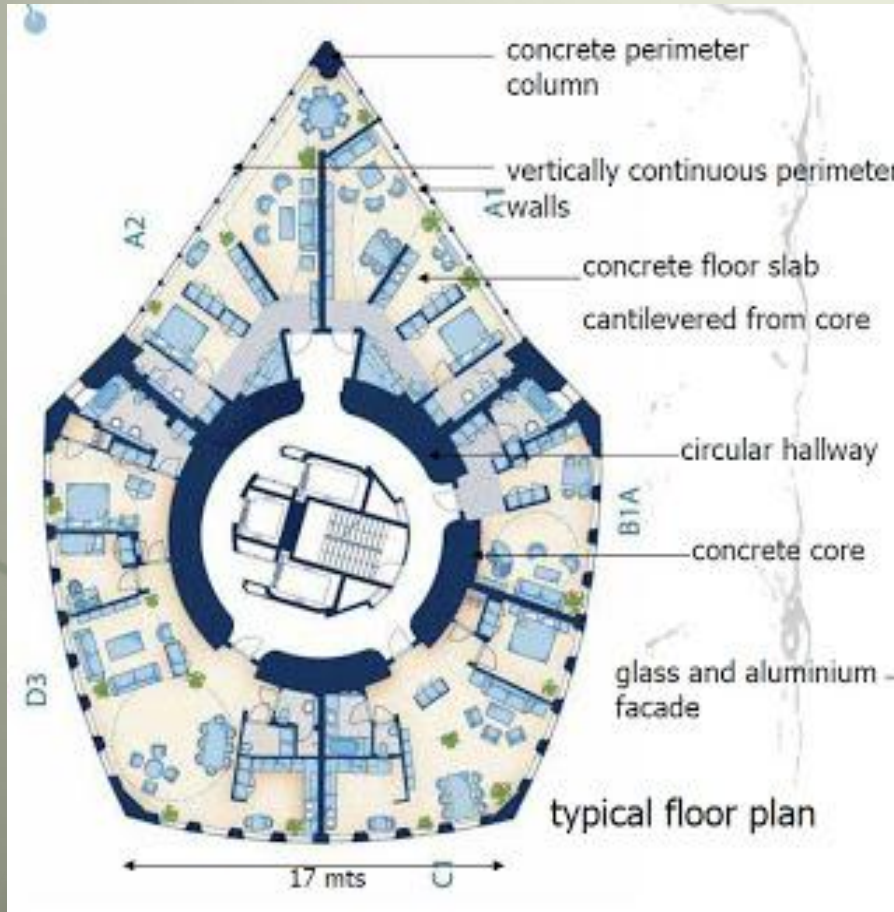 concrete perimeter
column
vertically continuous perimeter
walls
A1
A2
concrete floor slab
cantilevered from core
circular hallway
B1A
concrete core
glass and aluminium
facade
D3
typical floor plan
17 mts
C1